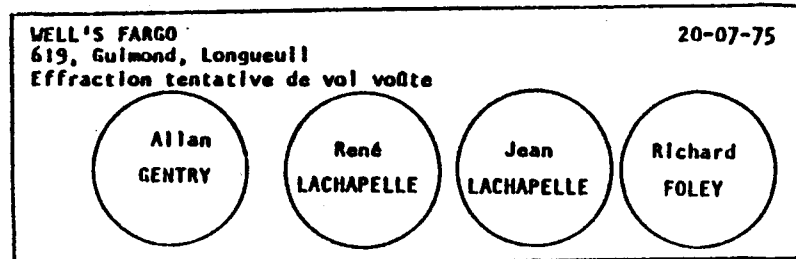 WELL'S FARGO 20-07-75
619, Guimond, Longueuil
Effraction tentative de vol voûte
Allan
GENTRY
René
LACHAPELLE
Jean
LACHAPELLE
Richard
FOLEY